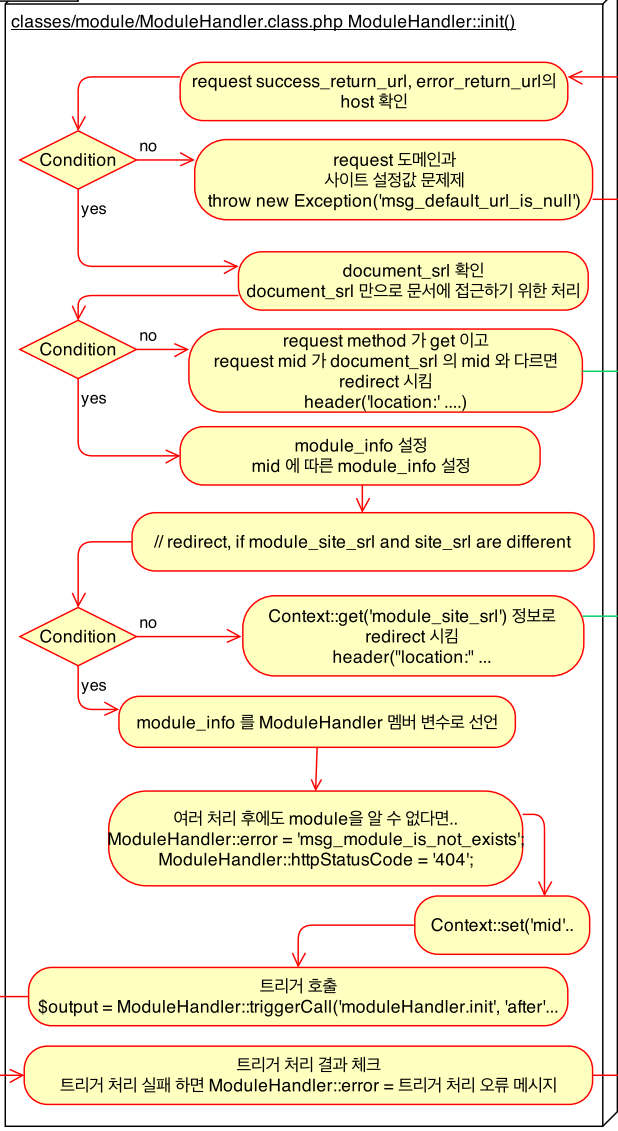 classes/module/ModuleHandler.class.php ModuleHandler::init()
request success_return_url, error_return_url의
host 확인
Condition
no
yes
request 도메인과
사이트 설정값 문제제
throw new Exception('msg_default_url_is_null')
document_srl 확인
document_srl 만으로 문서에 접근하기 위한 처리
Condition
no
yes
request method 가 get 이고
request mid 가 document_srl 의 mid 와 다르면
redirect 시킴
header('location:' ....)
module_info 설정
mid 에 따른 module_info 설정
// redirect, if module_site_srl and site_srl are different
Condition
no
yes
Context::get('module_site_srl') 정보로
redirect 시킴
header("location:" ...
module_info 를 ModuleHandler 멤버 변수로 선언
여러 처리 후에도 module을 알 수 없다면..
ModuleHandler::error = 'msg_module_is_not_exists';
ModuleHandler::httpStatusCode = '404';
Context::set('mid'..
트리거 호출
$output = ModuleHandler::triggerCall('moduleHandler.init', 'after'...
트리거 처리 결과 체크
트리거 처리 실패 하면 ModuleHandler::error = 트리거 처리 오류 메시지